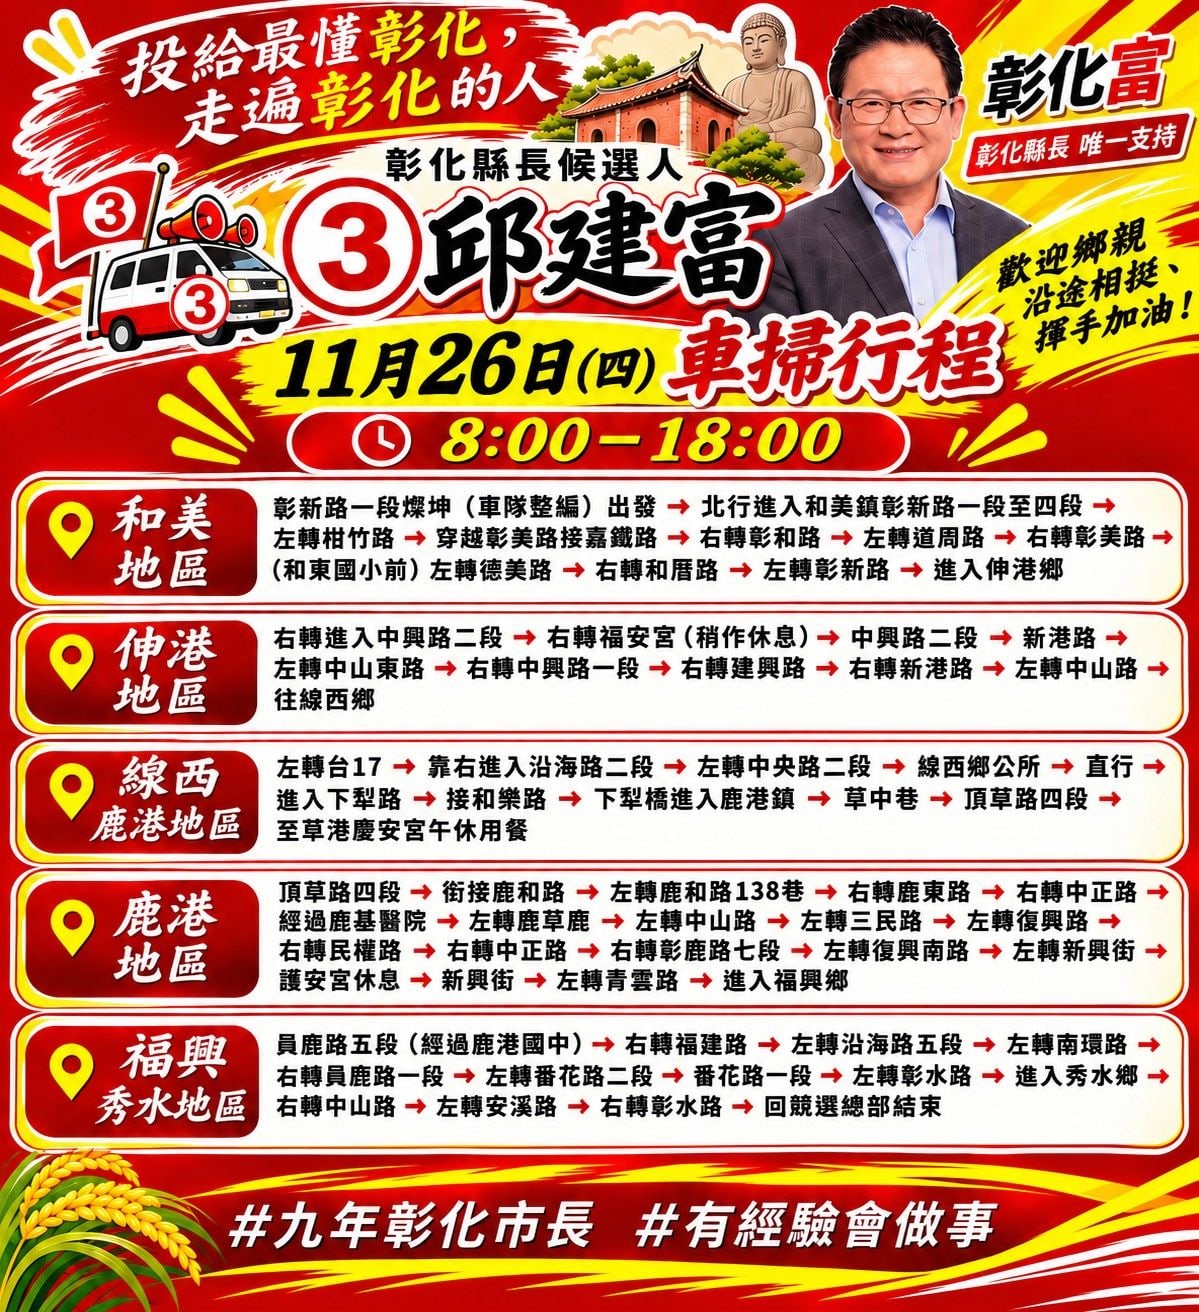 投給最懂彰化，
走遍彰化的人
彰化富
彰化縣長 唯一支持
彰化縣長候選人
3 邱建富
3
3
歡迎鄉親
沿途相挺、
揮手加油！
11月26日(四) 車掃行程
8:00－18:00
和美
地區
彰新路一段燦坤（車隊整編）出發 → 北行進入和美鎮彰新路一段至四段 →
左轉柑竹路 → 穿越彰美路接嘉鐵路 → 右轉彰和路 → 左轉道周路 → 右轉彰美路 →
(和東國小前) 左轉德美路 → 右轉和厝路 → 左轉彰新路 → 進入伸港鄉
伸港
地區
右轉進入中興路二段 → 右轉福安宮(稍作休息) → 中興路二段 → 新港路 →
左轉中山東路 → 右轉中興路一段 → 右轉建興路 → 右轉新港路 → 左轉中山路 →
往線西鄉
線西
鹿港地區
左轉台17 → 靠右進入沿海路二段 → 左轉中央路二段 → 線西鄉公所 → 直行 →
進入下犁路 → 接和樂路 → 下犁橋進入鹿港鎮 → 草中巷 → 頂草路四段 →
至草港慶安宮午休用餐
鹿港
地區
頂草路四段 → 銜接鹿和路 → 左轉鹿和路138巷 → 右轉鹿東路 → 右轉中正路 →
經過鹿基醫院 → 左轉鹿草鹿 → 左轉中山路 → 左轉三民路 → 左轉復興路 →
右轉民權路 → 右轉中正路 → 右轉彰鹿路七段 → 左轉復興南路 → 左轉新興街 →
護安宮休息 → 新興街 → 左轉青雲路 → 進入福興鄉
福興
秀水地區
員鹿路五段(經過鹿港國中) → 右轉福建路 → 左轉沿海路五段 → 左轉南環路 →
右轉員鹿路一段 → 左轉番花路二段 → 番花路一段 → 左轉彰水路 → 進入秀水鄉 →
右轉中山路 → 左轉安溪路 → 右轉彰水路 → 回競選總部結束
#九年彰化市長 #有經驗會做事